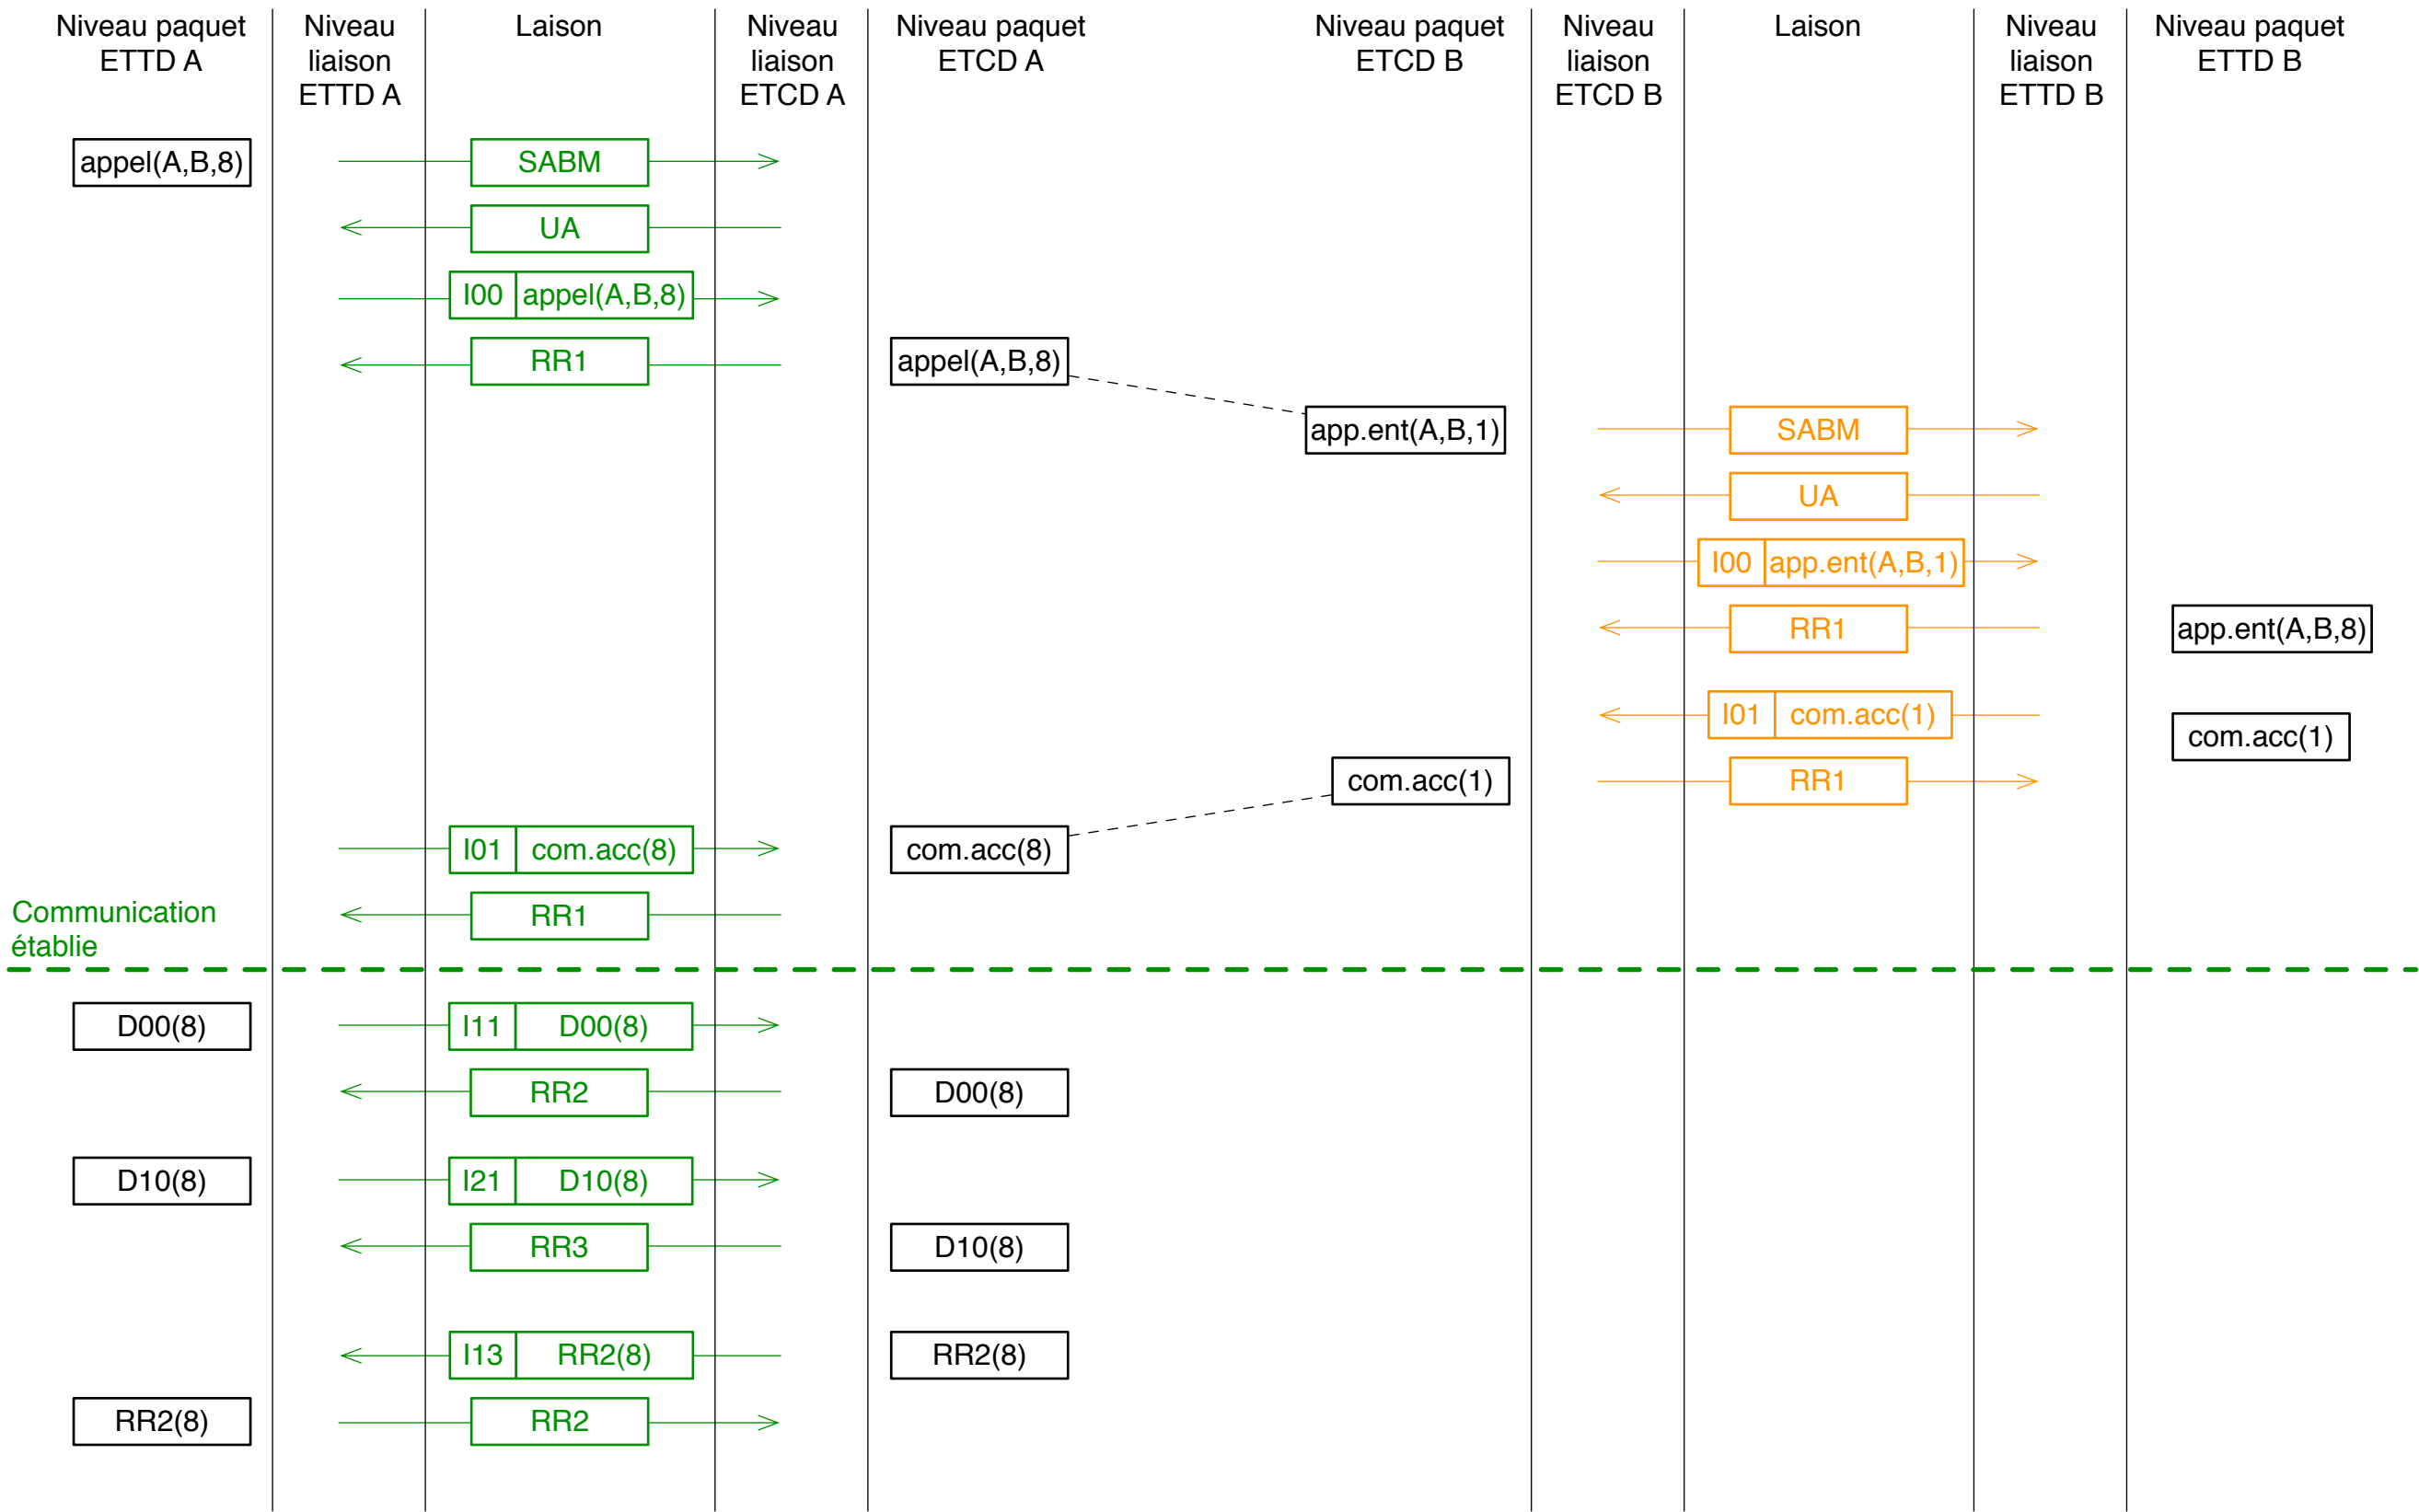 Niveau paquet
ETTD A
Niveau
liaison
ETTD A
Laison
Niveau
liaison
ETCD A
Niveau paquet
ETCD A
Niveau paquet
ETCD B
Niveau
liaison
ETCD B
Laison
Niveau
liaison
ETTD B
Niveau paquet
ETTD B
appel(A,B,8)
SABM
UA
I00 appel(A,B,8)
RR1
appel(A,B,8)
app.ent(A,B,1)
SABM
UA
I00 app.ent(A,B,1)
RR1
app.ent(A,B,8)
I01 com.acc(1)
com.acc(1)
com.acc(1)
RR1
I01 com.acc(8)
com.acc(8)
RR1
Communication
établie
D00(8)
I11 D00(8)
RR2
D00(8)
D10(8)
I21 D10(8)
RR3
D10(8)
I13 RR2(8)
RR2(8)
RR2(8)
RR2